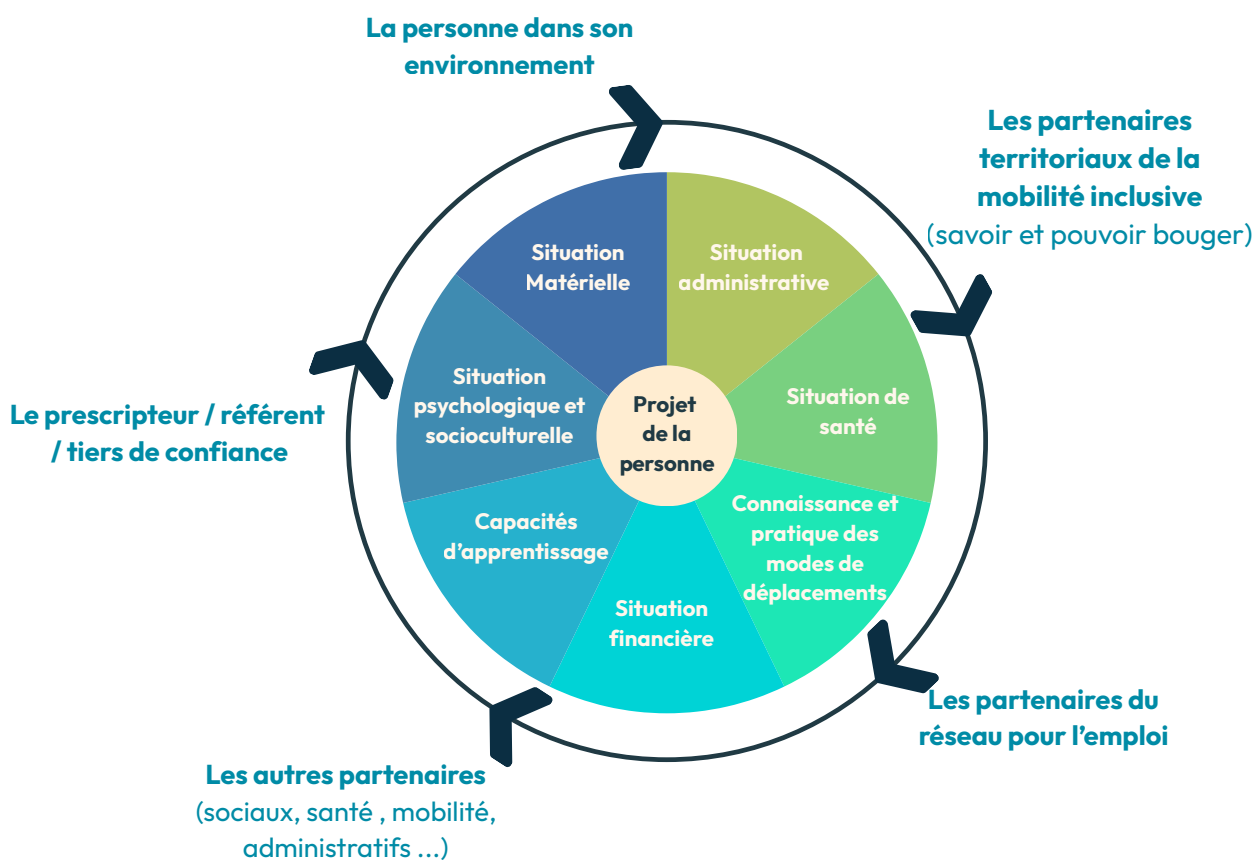 La personne dans son
environnement
Les partenaires
territoriaux de la
mobilité inclusive
(savoir et pouvoir bouger)
Situation
Matérielle
Situation
administrative
Situation
psychologique et
socioculturelle
Projet
de la
personne
Situation de
santé
Le prescripteur / référent
/ tiers de confiance
Capacités
d’apprentissage
Connaissance et
pratique des
modes de
déplacements
Situation
financière
Les partenaires du
réseau pour l’emploi
Les autres partenaires
(sociaux, santé , mobilité,
administratifs ...)